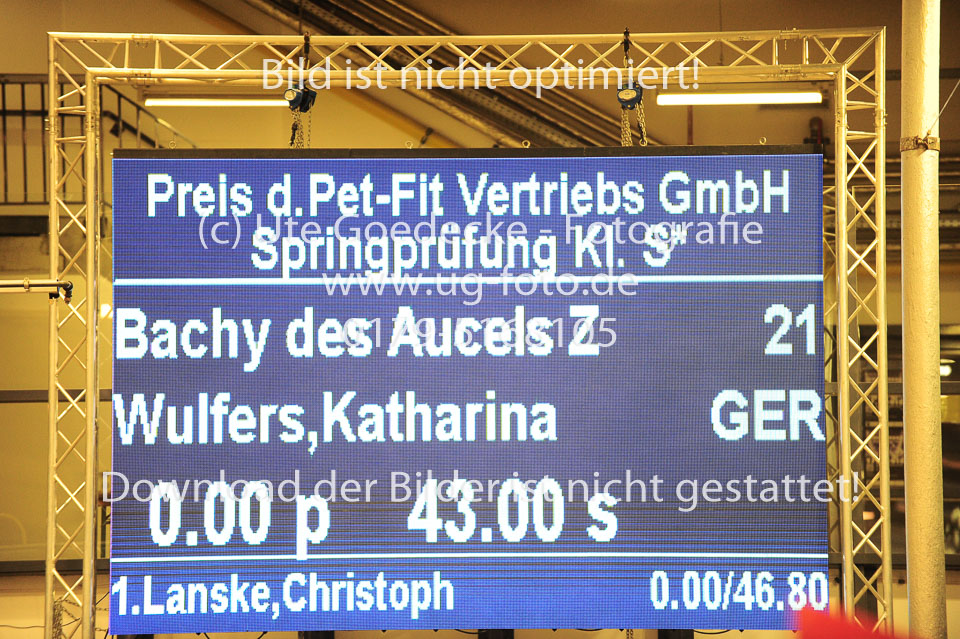 Bild ist nicht optimiert!
Preis d.Pet-Fit Vertriebs GmbH
(c) Ute Goedecke - Fotografie
Springprüfung Kl. S*
www.ug-foto.de
Bachy des Aucels Z 21
Wulfers,Katharina GER
Download der Bilder ist nicht gestattet!
0.00 p 43.00 s
1.Lanske,Christoph 0.00/46.80